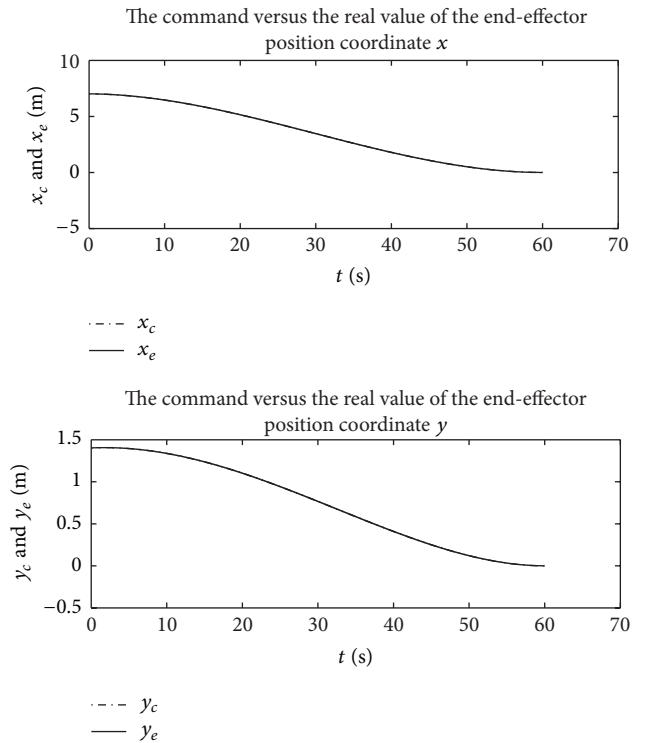 The command versus the real value of the end-effector
position coordinate x
x_c and x_e (m)
10
5
0
−5
0 10 20 30 40 50 60 70
t (s)
x_c
x_e
The command versus the real value of the end-effector
position coordinate y
y_c and y_e (m)
1.5
1
0.5
0
−0.5
0 10 20 30 40 50 60 70
t (s)
y_c
y_e